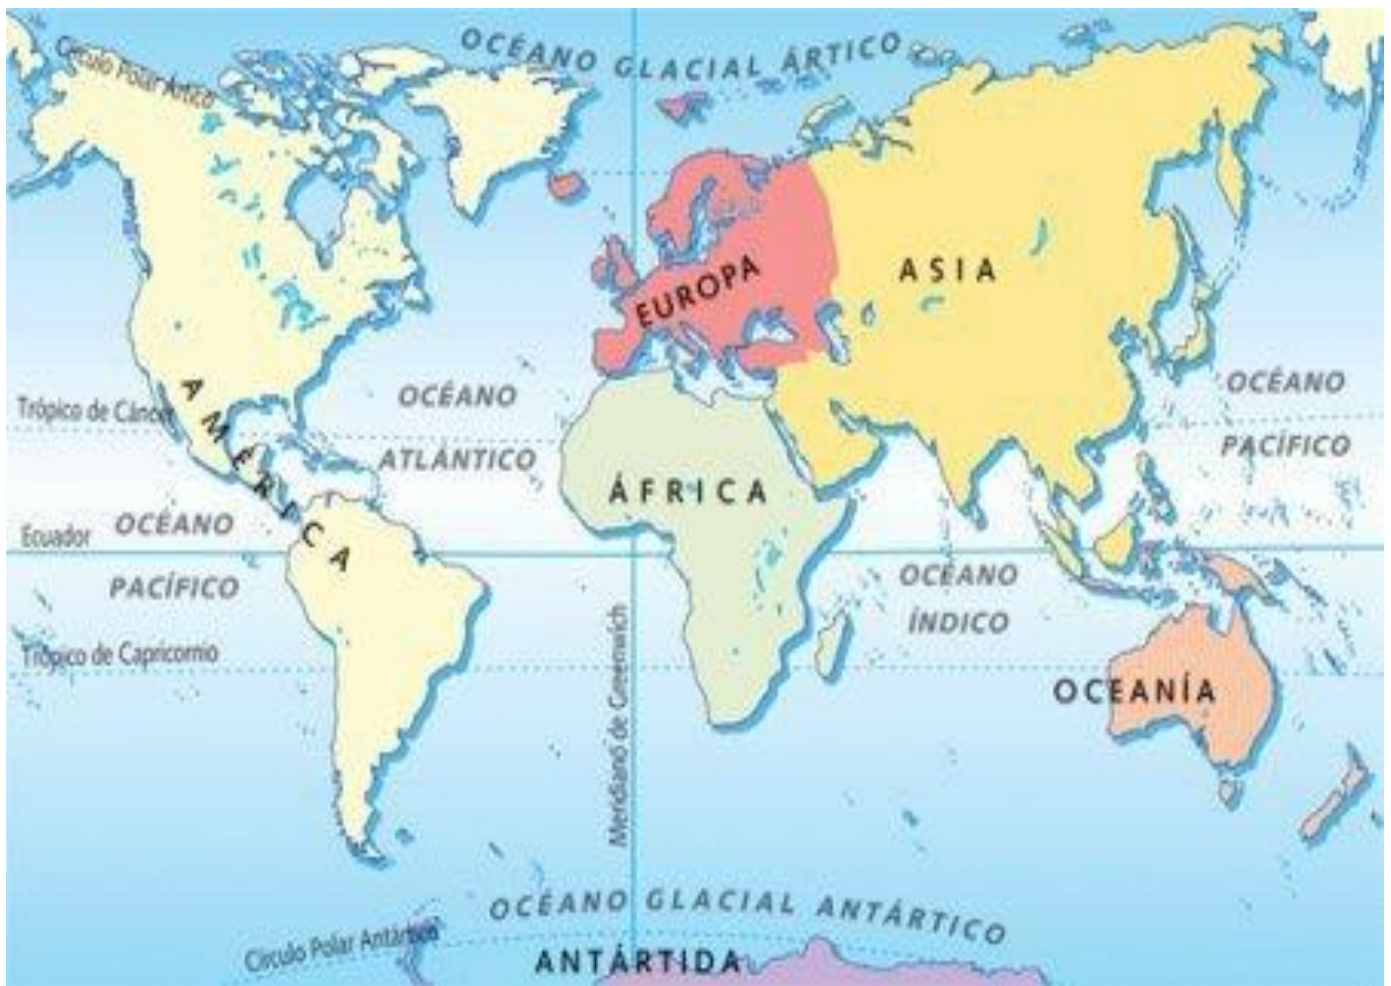 OCÉANO GLACIAL ÁRTICO
Círculo Polar Ártico
EUROPA
ASIA
AMÉRICA
OCÉANO
ATLÁNTICO
OCÉANO
PACÍFICO
Trópico de Cáncer
ÁFRICA
Ecuador
OCÉANO
PACÍFICO
OCÉANO
ÍNDICO
Trópico de Capricornio
Meridiano de Greenwich
OCEANÍA
OCÉANO GLACIAL ANTÁRTICO
Círculo Polar Antártico
ANTÁRTIDA